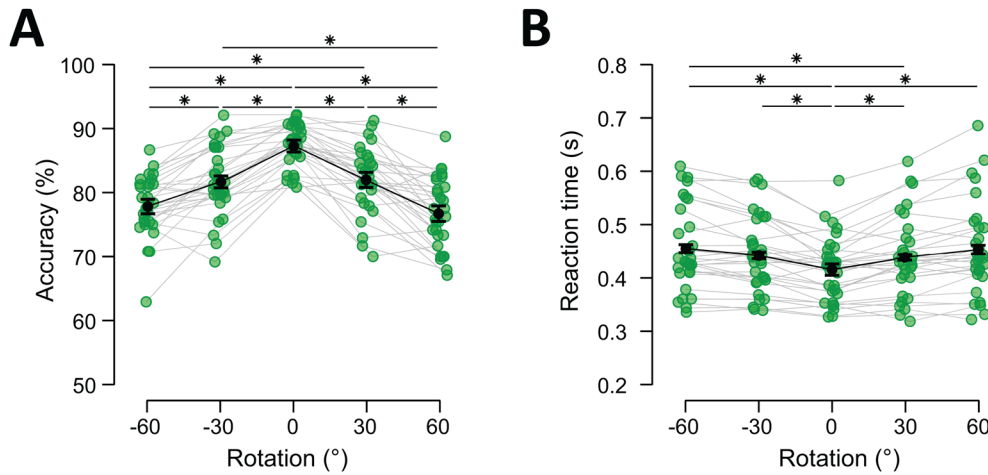 A
Accuracy (%)
100
90
80
70
60
50
* * * * * * * *
-60 -30 0 30 60
Rotation (°)
B
Reaction time (s)
0.8
0.7
0.6
0.5
0.4
0.3
0.2
* * * * *
-60 -30 0 30 60
Rotation (°)